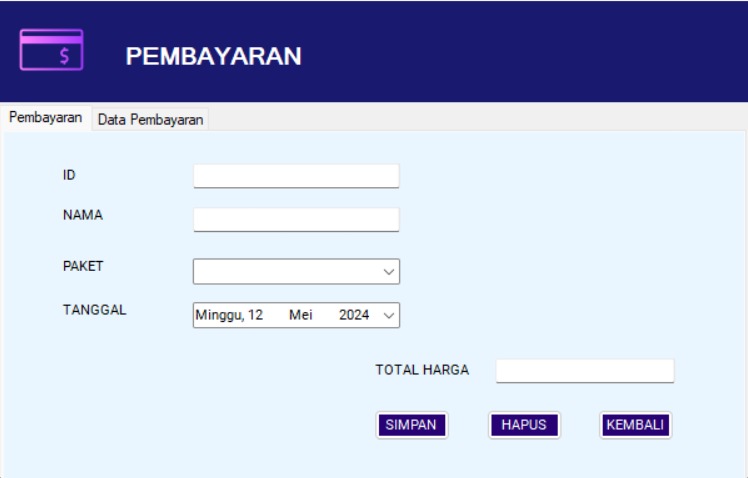 $
PEMBAYARAN
Pembayaran Data Pembayaran
ID
NAMA
PAKET
TANGGAL Minggu, 12 Mei 2024
TOTAL HARGA
SIMPAN HAPUS KEMBALI